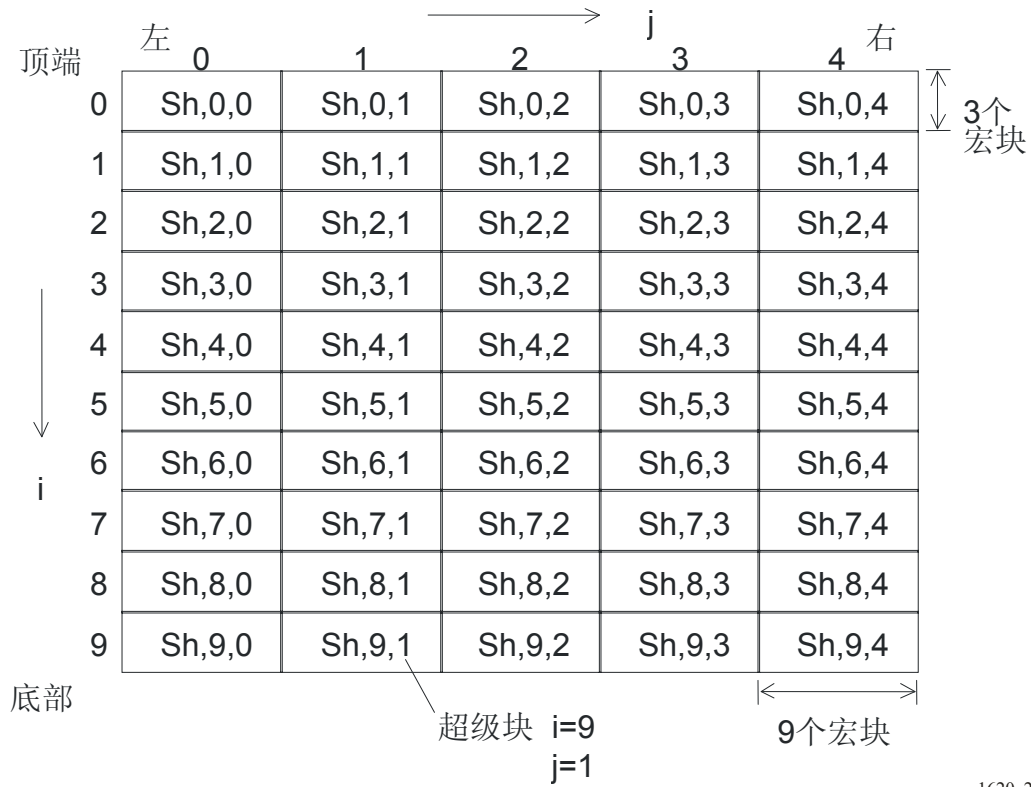 左 j 右
顶端 0 1 2 3 4
0 Sh,0,0 Sh,0,1 Sh,0,2 Sh,0,3 Sh,0,4 3个
宏块
1 Sh,1,0 Sh,1,1 Sh,1,2 Sh,1,3 Sh,1,4
2 Sh,2,0 Sh,2,1 Sh,2,2 Sh,2,3 Sh,2,4
3 Sh,3,0 Sh,3,1 Sh,3,2 Sh,3,3 Sh,3,4
4 Sh,4,0 Sh,4,1 Sh,4,2 Sh,4,3 Sh,4,4
5 Sh,5,0 Sh,5,1 Sh,5,2 Sh,5,3 Sh,5,4
6 Sh,6,0 Sh,6,1 Sh,6,2 Sh,6,3 Sh,6,4
i
7 Sh,7,0 Sh,7,1 Sh,7,2 Sh,7,3 Sh,7,4
8 Sh,8,0 Sh,8,1 Sh,8,2 Sh,8,3 Sh,8,4
9 Sh,9,0 Sh,9,1 Sh,9,2 Sh,9,3 Sh,9,4
底部
超级块 i=9
j=1
9个宏块